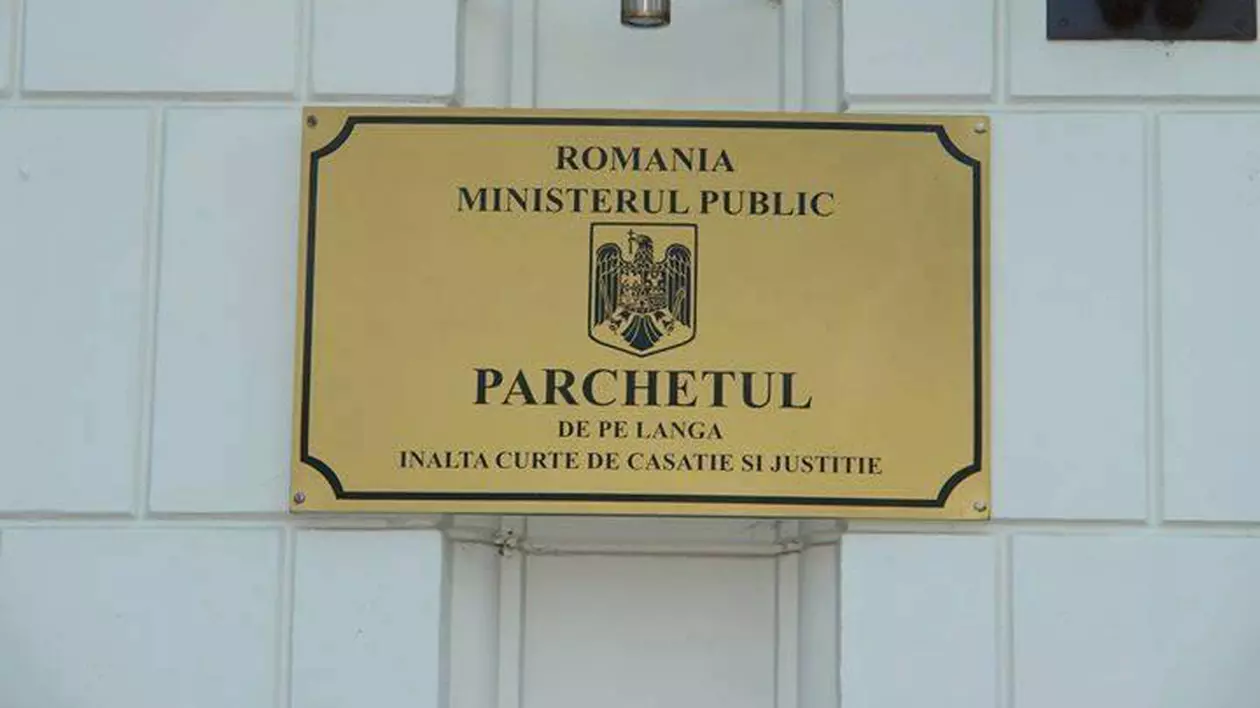 ROMANIA
MINISTERUL PUBLIC
PARCHETUL
DE PE LANGA
INALTA CURTE DE CASATIE SI JUSTITIE